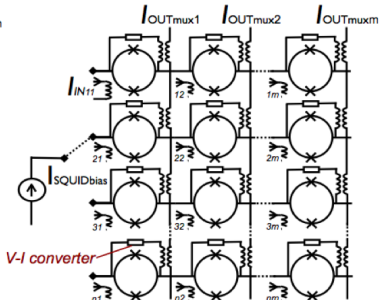 IOUTmux1 IOUTmux2 IOUTmuxm
IIN11 12. 1m.
21. 22. 2m.
ISQUIDbias
31. 32. 3m.
V-I converter
n1 n2 nm